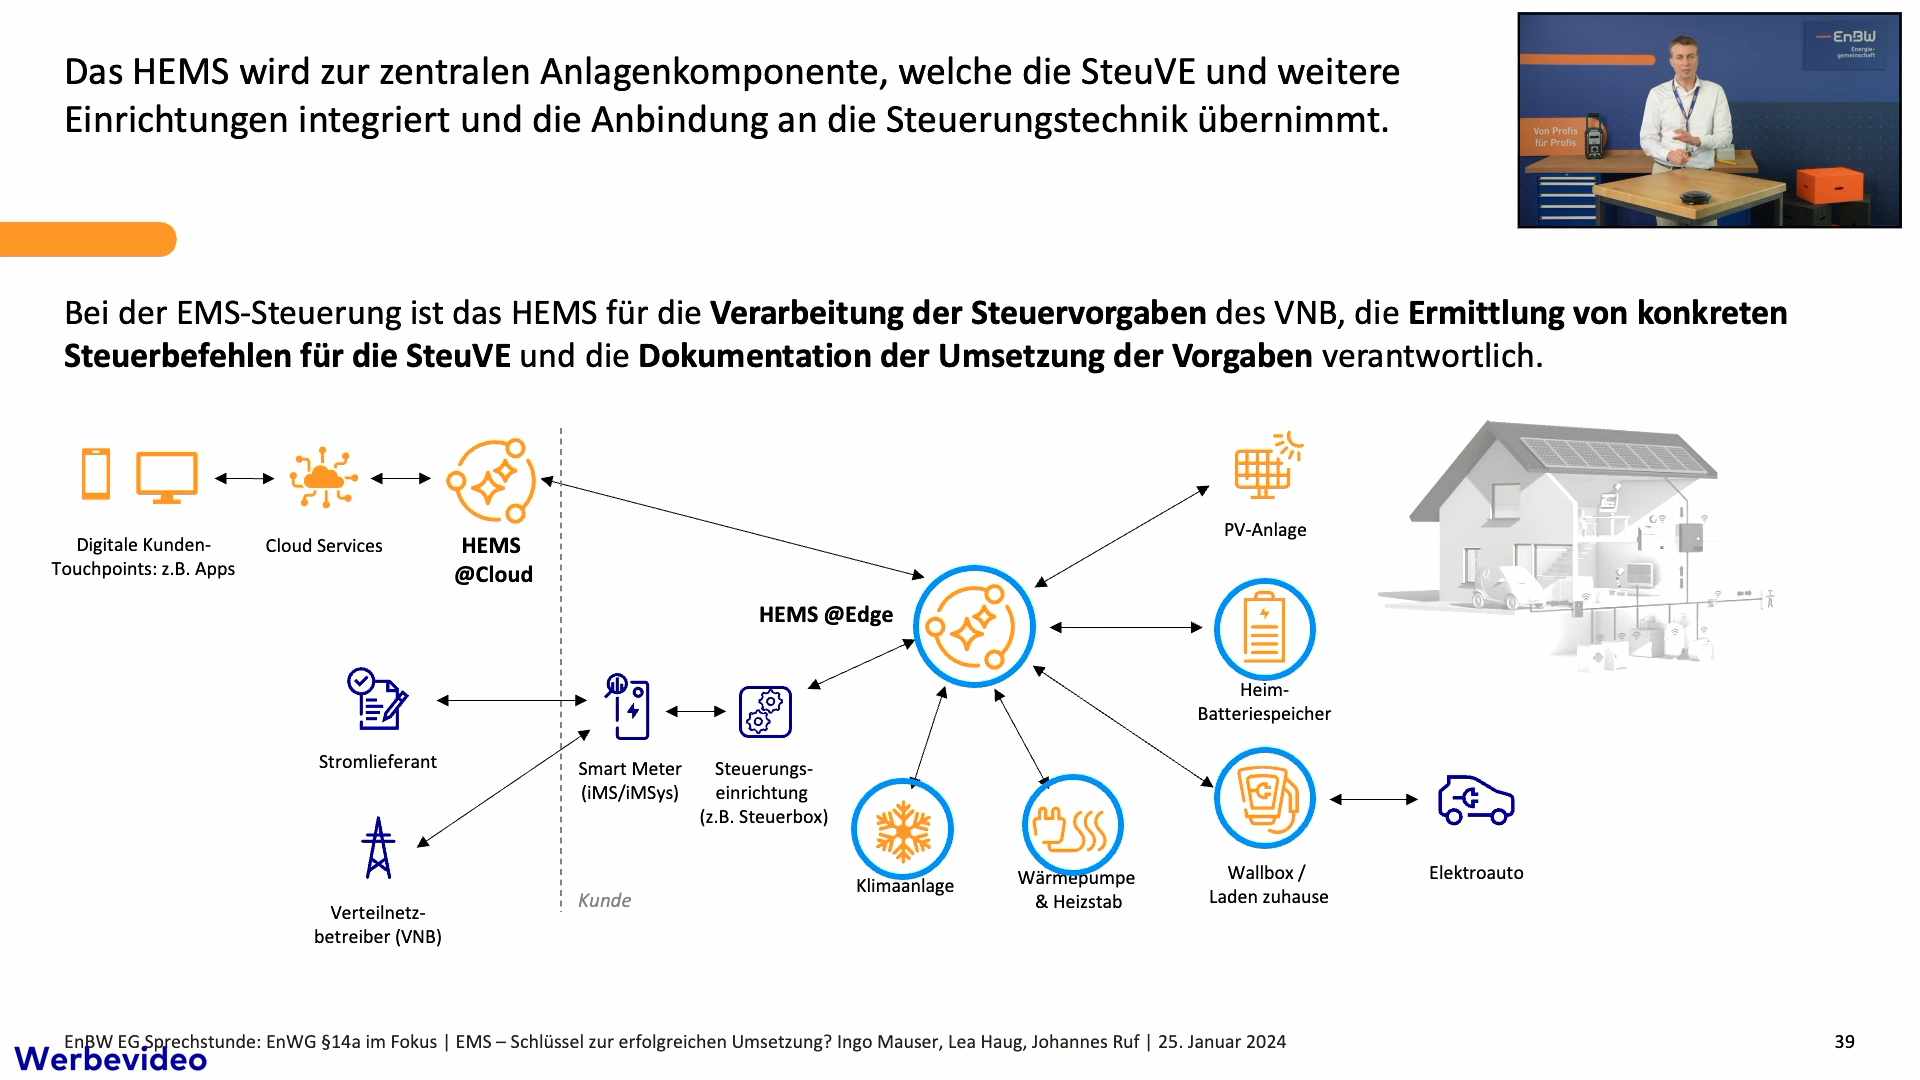 Das HEMS wird zur zentralen Anlagenkomponente, welche die SteuVE und weitere
Einrichtungen integriert und die Anbindung an die Steuerungstechnik übernimmt.
EnBW
Energie-
gemeinschaft
Von Profis
für Profis
Bei der EMS-Steuerung ist das HEMS für die Verarbeitung der Steuervorgaben des VNB, die Ermittlung von konkreten
Steuerbefehlen für die SteuVE und die Dokumentation der Umsetzung der Vorgaben verantwortlich.
Digitale Kunden-
Touchpoints: z.B. Apps
Cloud Services
HEMS
@Cloud
PV-Anlage
HEMS @Edge
Heim-
Batteriespeicher
Stromlieferant
Smart Meter
(iMS/iMSys)
Steuerungs-
einrichtung
(z.B. Steuerbox)
Klimaanlage
Wärmepumpe
& Heizstab
Wallbox /
Laden zuhause
Elektroauto
Verteilnetz-
betreiber (VNB)
Kunde
EnBW EG Sprechstunde: EnWG §14a im Fokus | EMS – Schlüssel zur erfolgreichen Umsetzung? Ingo Mauser, Lea Haug, Johannes Ruf | 25. Januar 2024
39
Werbevideo